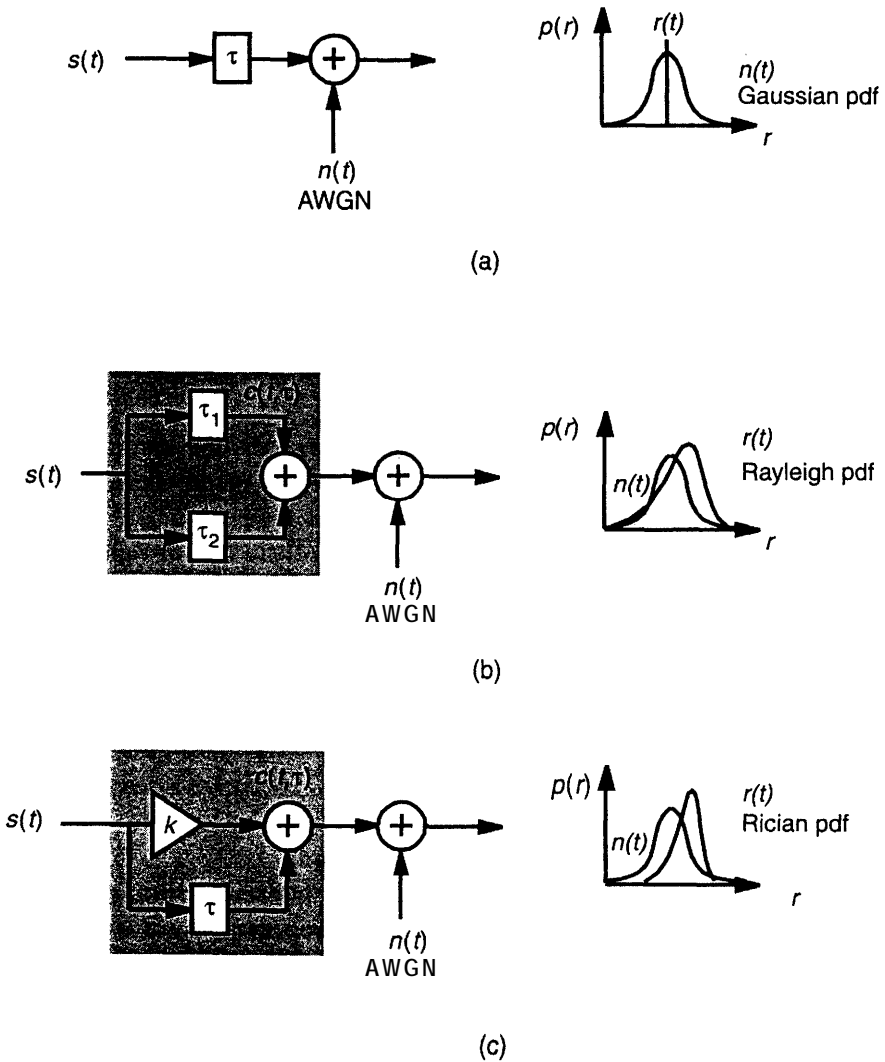 s(t)
τ
+
n(t)
AWGN
p(r)
r(t)
n(t)
Gaussian pdf
r
(a)
s(t)
τ1
c(t,τ)
+
τ2
+
n(t)
AWGN
p(r)
n(t)
r(t)
Rayleigh pdf
r
(b)
s(t)
k
c(t,τ)
+
τ
+
n(t)
AWGN
p(r)
n(t)
r(t)
Rician pdf
r
(c)